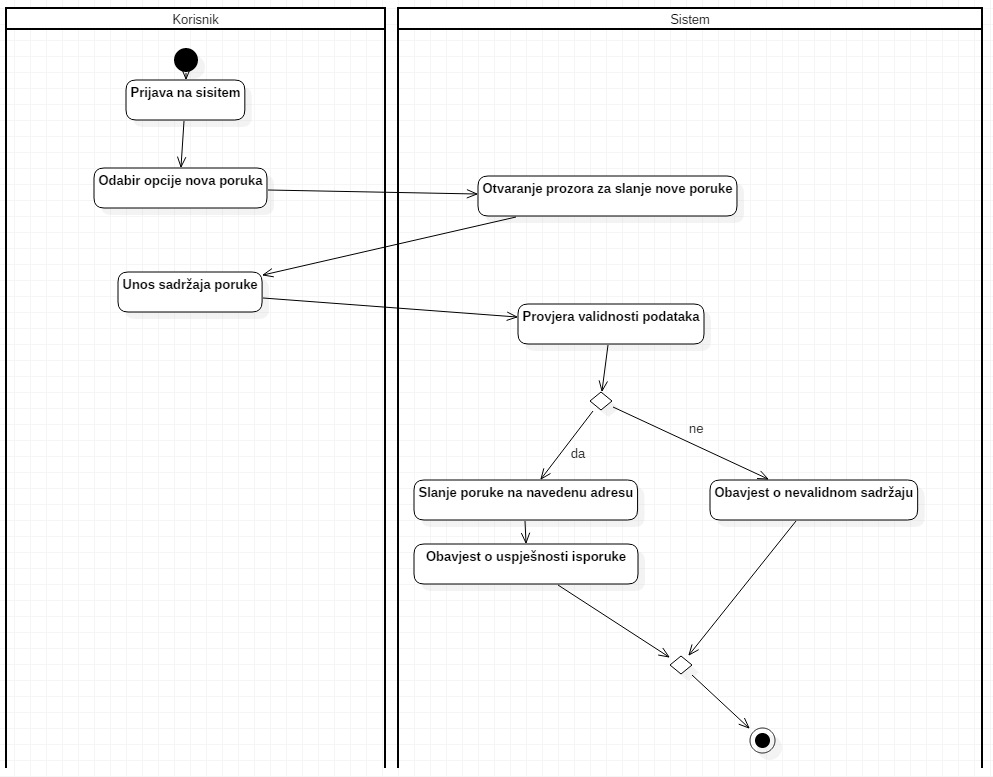 Korisnik
Sistem
Prijava na sisitem
Odabir opcije nova poruka
Otvaranje prozora za slanje nove poruke
Unos sadržaja poruke
Provjera validnosti podataka
ne
da
Slanje poruke na navedenu adresu
Obavjest o nevalidnom sadržaju
Obavjest o uspješnosti isporuke